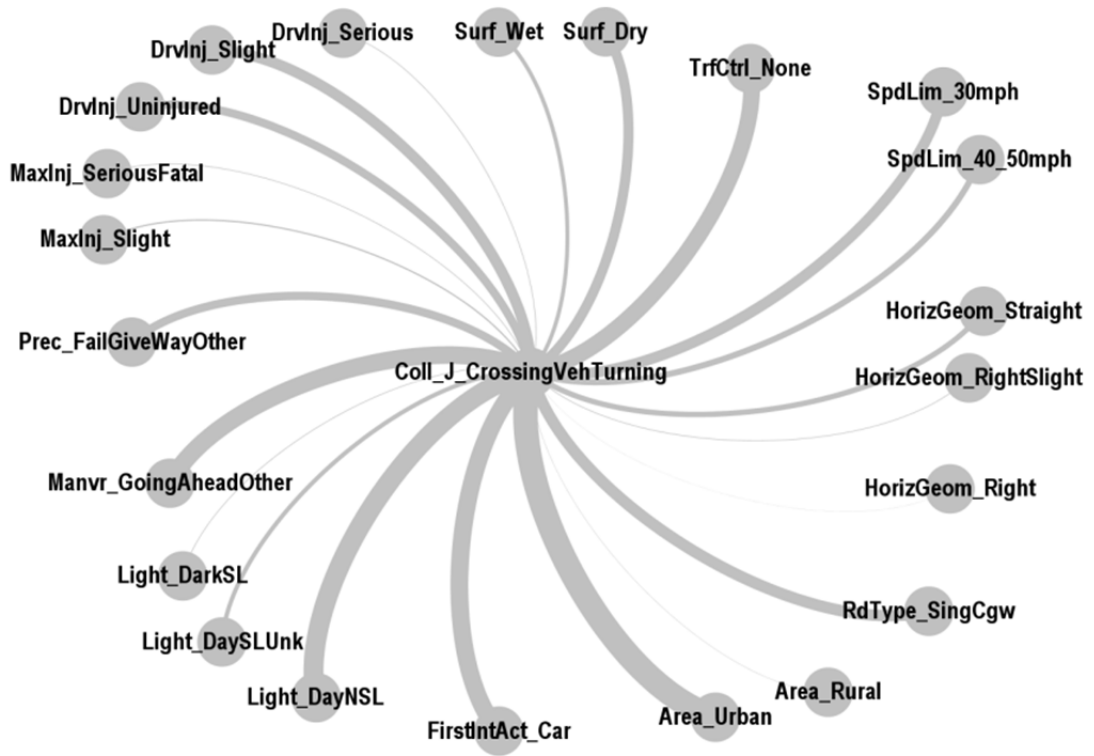 DrvInj_Serious
Surf_Wet
Surf_Dry
DrvInj_Slight
TrfCtrl_None
SpdLim_30mph
DrvInj_Uninjured
SpdLim_40_50mph
MaxInj_SeriousFatal
MaxInj_Slight
HorizGeom_Straight
Prec_FailGiveWayOther
Coll_J_CrossingVehTurning
HorizGeom_RightSlight
Manvr_GoingAheadOther
HorizGeom_Right
Light_DarkSL
RdType_SingCgw
Light_DaySLUnk
Area_Rural
Light_DayNSL
Area_Urban
FirstIntAct_Car